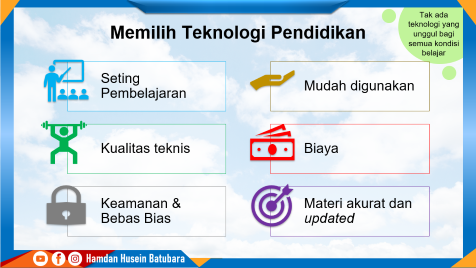 Memilih Teknologi Pendidikan
Tak ada
teknologi yang
unggul bagi
semua kondisi
belajar
Seting
Pembelajaran
Mudah digunakan
Kualitas teknis
Biaya
Keamanan &
Bebas Bias
Materi akurat dan
updated
Hamdan Husein Batubara